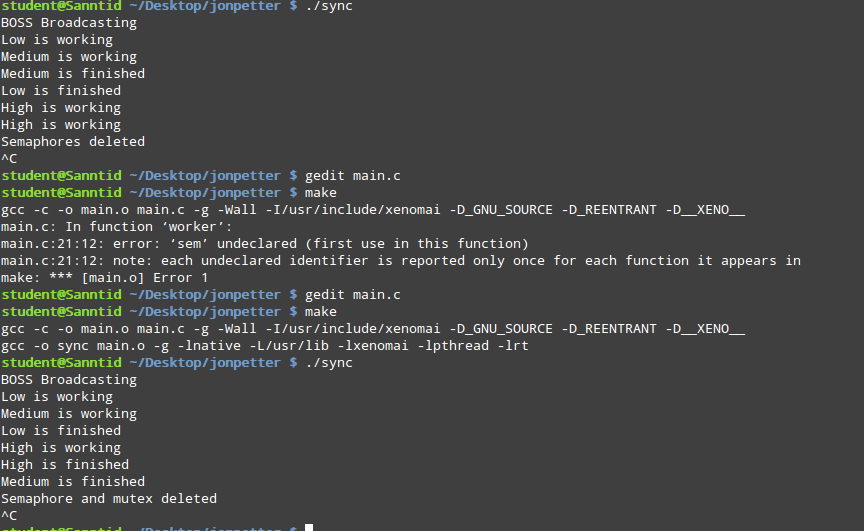 student@Sanntid ~/Desktop/jonpetter $ ./sync
BOSS Broadcasting
Low is working
Medium is working
Medium is finished
Low is finished
High is working
High is working
Semaphores deleted
^C
student@Sanntid ~/Desktop/jonpetter $ gedit main.c
student@Sanntid ~/Desktop/jonpetter $ make
gcc -c -o main.o main.c -g -Wall -I/usr/include/xenomai -D_GNU_SOURCE -D_REENTRANT -D__XENO__
main.c: In function ‘worker’:
main.c:21:12: error: ‘sem’ undeclared (first use in this function)
main.c:21:12: note: each undeclared identifier is reported only once for each function it appears in
make: *** [main.o] Error 1
student@Sanntid ~/Desktop/jonpetter $ gedit main.c
student@Sanntid ~/Desktop/jonpetter $ make
gcc -c -o main.o main.c -g -Wall -I/usr/include/xenomai -D_GNU_SOURCE -D_REENTRANT -D__XENO__
gcc -o sync main.o -g -lnative -L/usr/lib -lxenomai -lpthread -lrt
student@Sanntid ~/Desktop/jonpetter $ ./sync
BOSS Broadcasting
Low is working
Medium is working
Low is finished
High is working
High is finished
Medium is finished
Semaphore and mutex deleted
^C
student@Sanntid ~/Desktop/jonpetter $